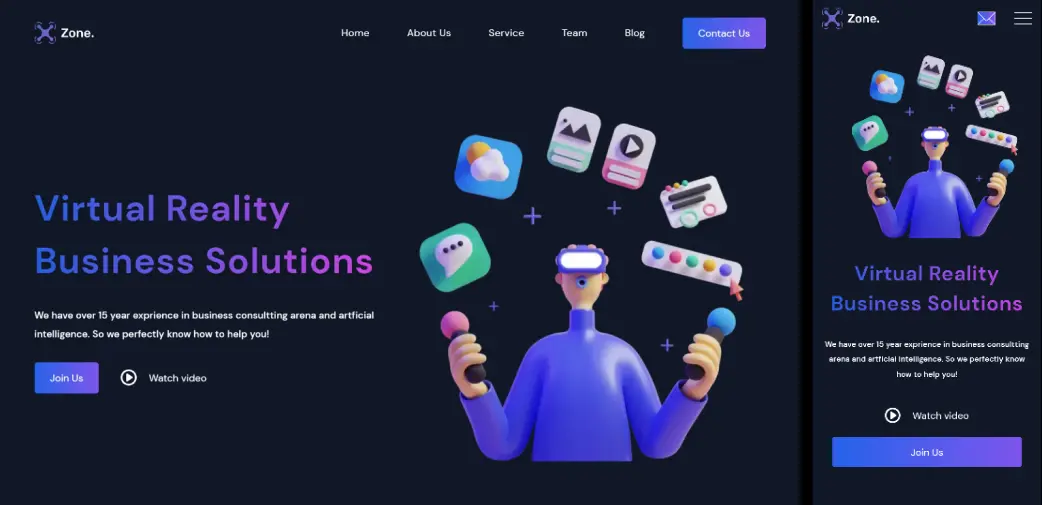 Zone.
Home
About Us
Service
Team
Blog
Contact Us
Virtual Reality
Business Solutions
We have over 15 year exprience in business consultting arena and artficial
intelligence. So we perfectly know how to help you!
Join Us
Watch video
Zone.
Virtual Reality
Business Solutions
We have over 15 year exprience in business consultting
arena and artficial intelligence. So we perfectly know
how to help you!
Watch video
Join Us